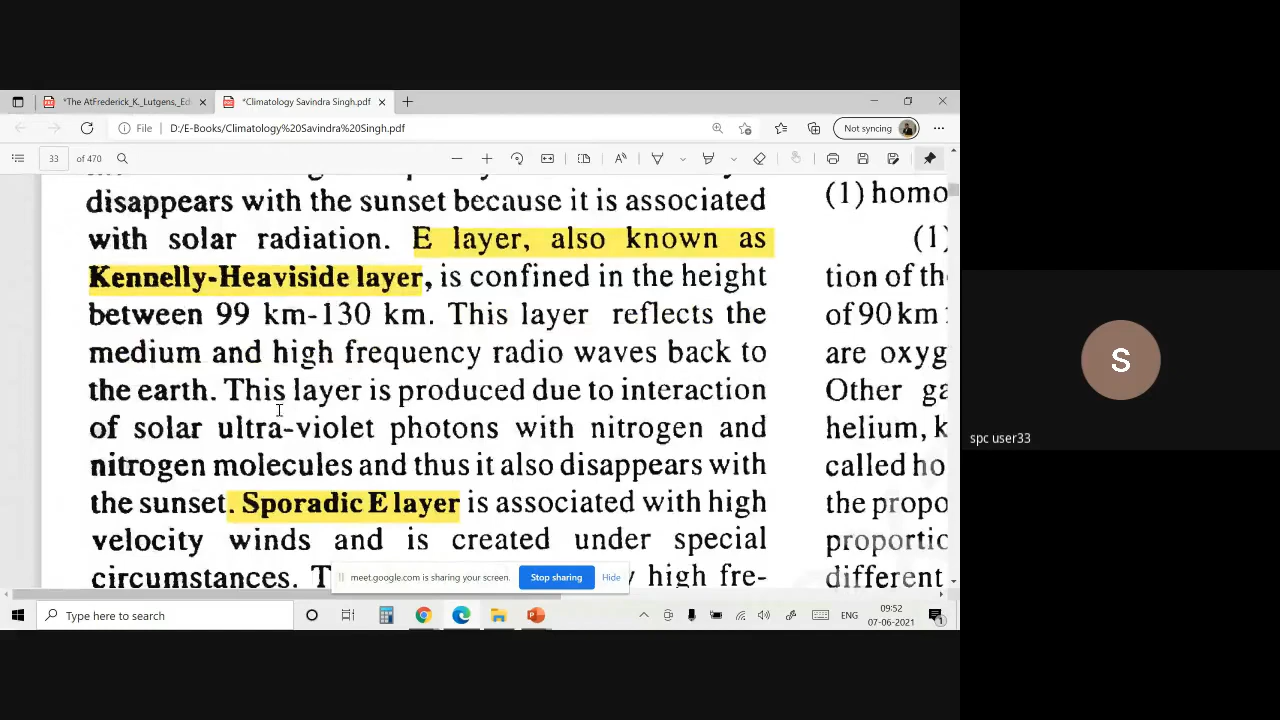 *The AtFrederick_K._Lutgens,_Ed
*Climatology Savindra Singh.pdf
File D:/E-Books/Climatology%20Savindra%20Singh.pdf
Not syncing
33 of 470
disappears with the sunset because it is associated
with solar radiation. E layer, also known as
Kennelly-Heaviside layer, is confined in the height
between 99 km-130 km. This layer reflects the
medium and high frequency radio waves back to
the earth. This layer is produced due to interaction
of solar ultra-violet photons with nitrogen and
nitrogen molecules and thus it also disappears with
the sunset. Sporadic E layer is associated with high
velocity winds and is created under special
circumstances. T
y high fre-
(1) homo
(1)
tion of the
of 90 km
are oxyg
Other ga
helium, k
called ho
the propo
proportio
different
meet.google.com is sharing your screen.
Stop sharing
Hide
Type here to search
ENG
09:52
07-06-2021
1
S
spc user33